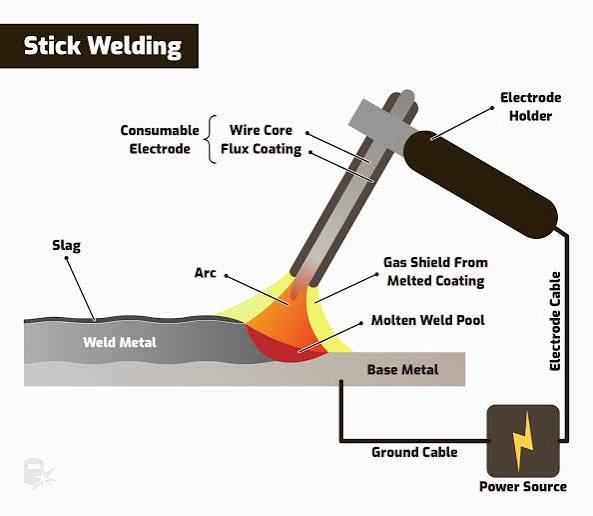 Stick Welding
Electrode
Holder
Consumable
Electrode
Wire Core
Flux Coating
Slag
Arc
Gas Shield From
Melted Coating
Molten Weld Pool
Electrode Cable
Weld Metal
Base Metal
Ground Cable
Power Source